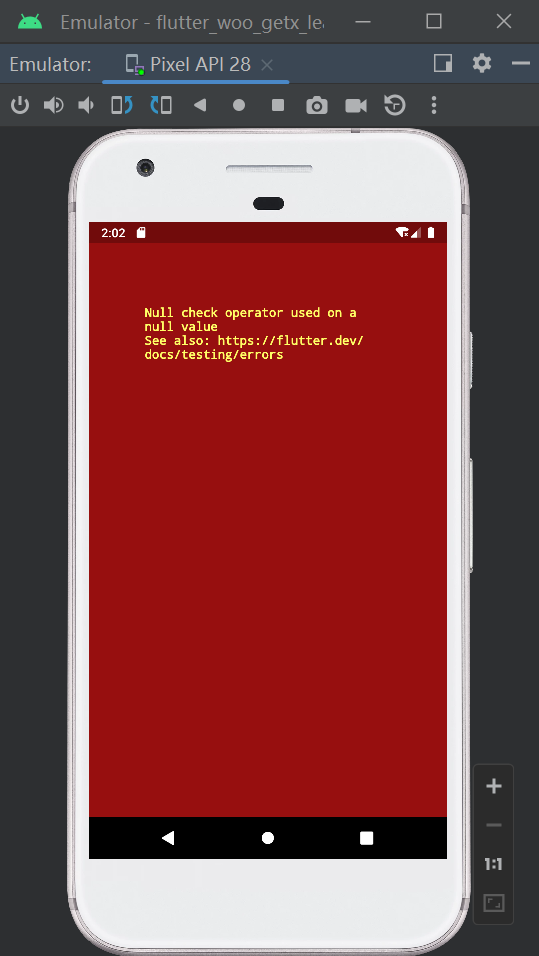 Emulator - flutter_woo_getx_le
Emulator: Pixel API 28
2:02
Null check operator used on a
null value
See also: https://flutter.dev/
docs/testing/errors
1:1